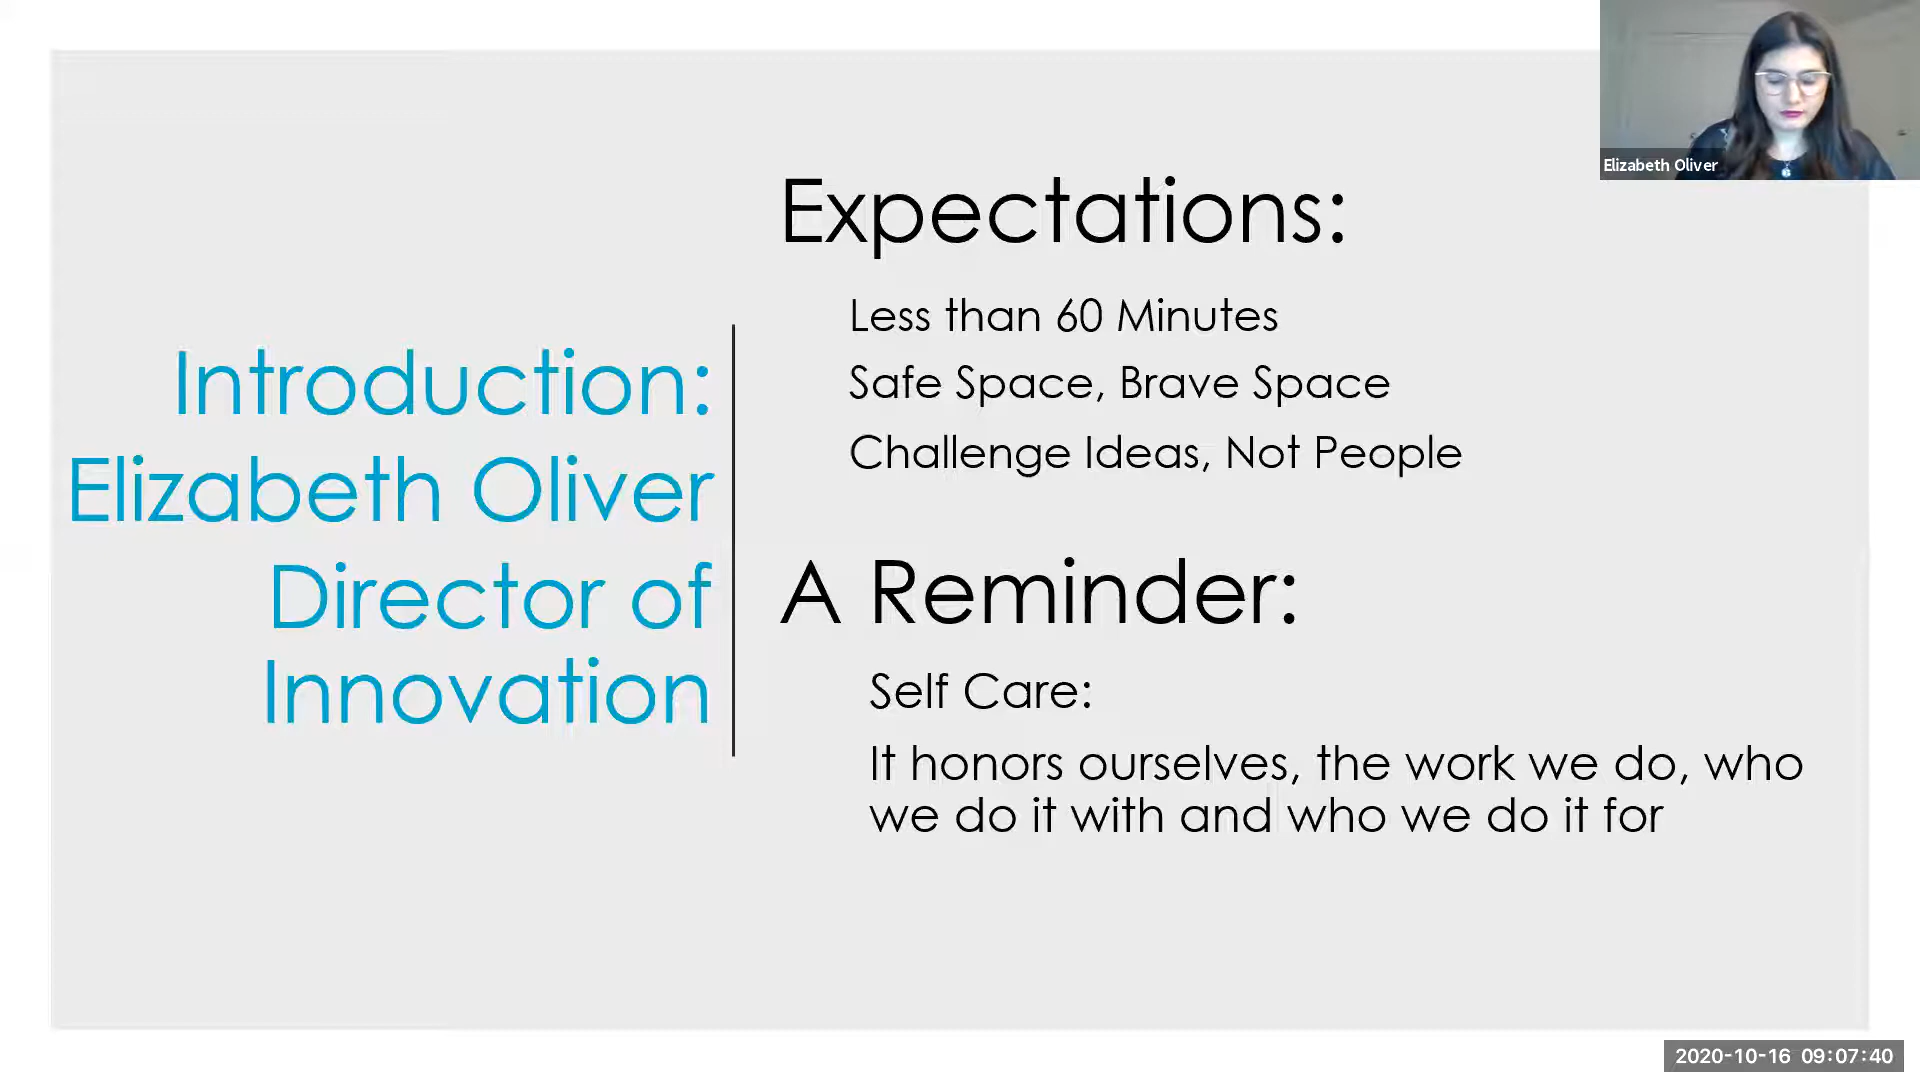 Introduction:
Elizabeth Oliver
Director of
Innovation
Expectations:
Less than 60 Minutes
Safe Space, Brave Space
Challenge Ideas, Not People
A Reminder:
Self Care:
It honors ourselves, the work we do, who
we do it with and who we do it for
Elizabeth Oliver
2020-10-16 09:07:40